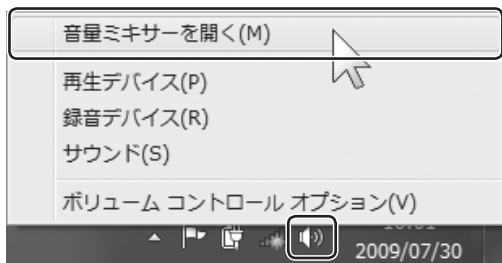 音量ミキサーを開く(M)
再生デバイス(P)
録音デバイス(R)
サウンド(S)
ボリューム コントロール オプション(V)
2009/07/30